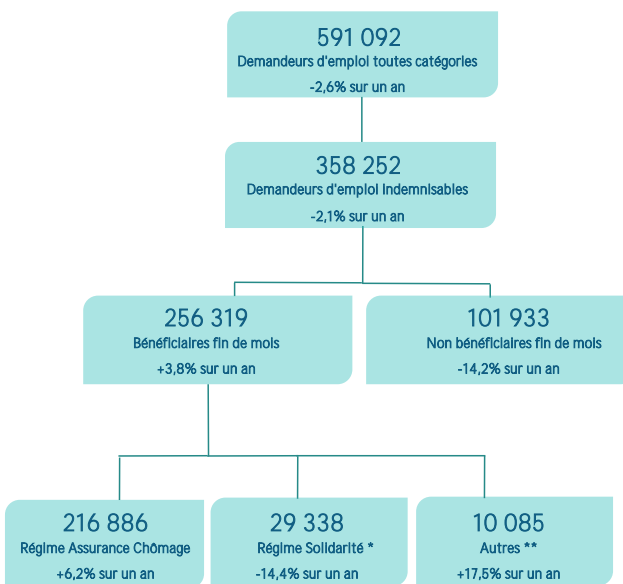 591 092
Demandeurs d'emploi toutes catégories
-2,6% sur un an
358 252
Demandeurs d'emploi Indemnisables
-2,1% sur un an
256 319
Bénéficiaires fin de mois
+3,8% sur un an
101 933
Non bénéficiaires fin de mois
-14,2% sur un an
216 886
Régime Assurance Chômage
+6,2% sur un an
29 338
Régime Solidarité *
-14,4% sur un an
10 085
Autres **
+17,5% sur un an